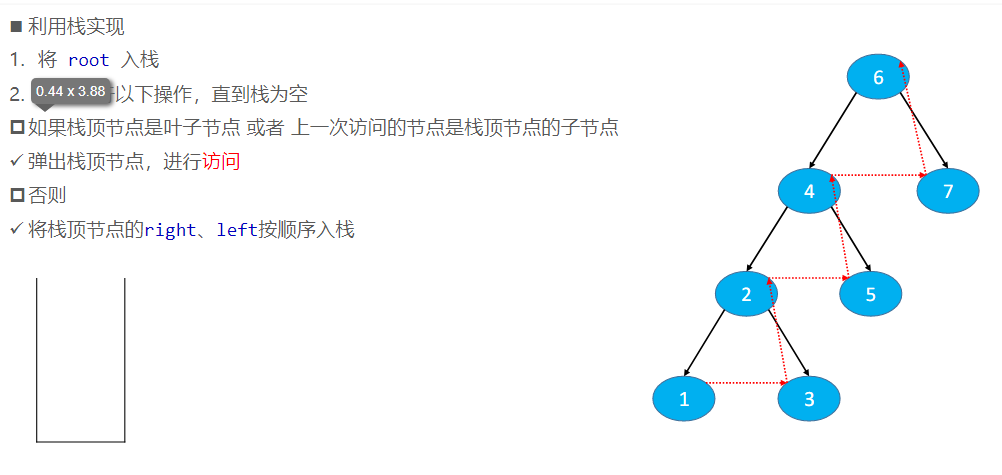 ■ 利用栈实现
1. 将 root 入栈
2. 以下操作，直到栈为空
0.44 x 3.88
如果栈顶节点是叶子节点 或者 上一次访问的节点是栈顶节点的子节点
✓ 弹出栈顶节点，进行访问
否则
✓ 将栈顶节点的right、left按顺序入栈
6
4
7
2
5
1
3